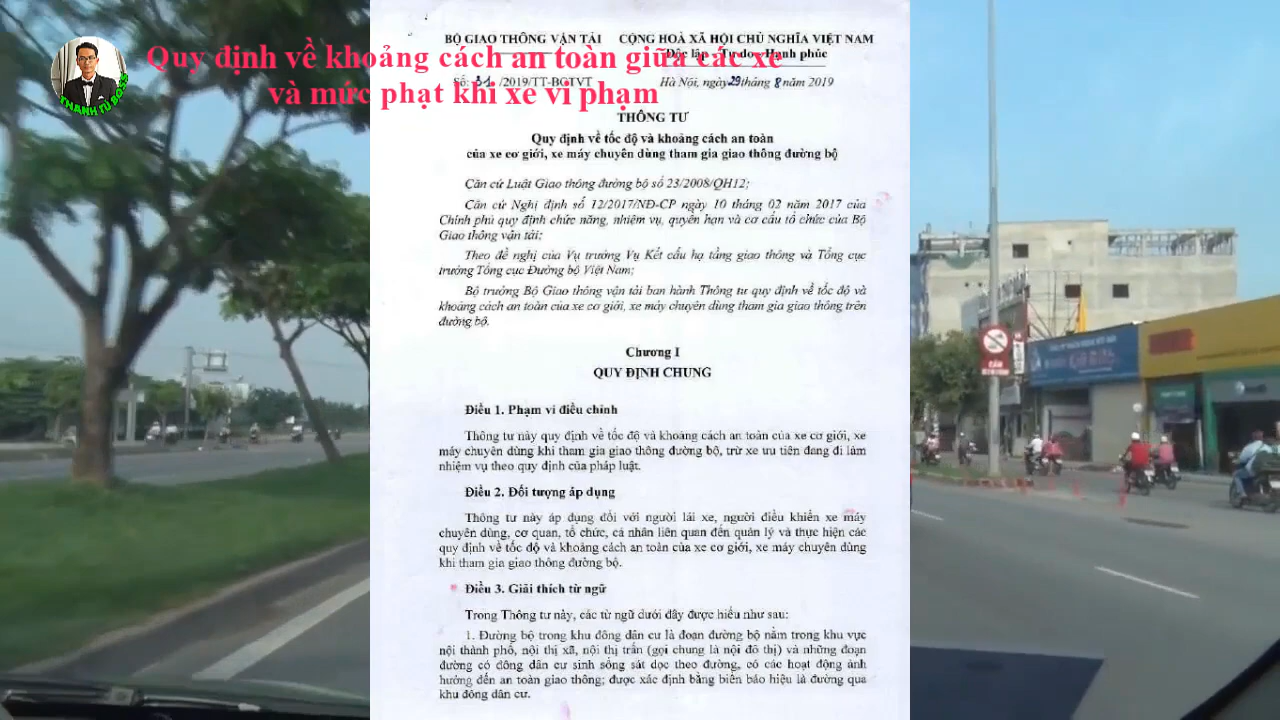 Quy định về khoảng cách an toàn giữa các xe
và mức phạt khi xe vi phạm
THANH TÚ BOSS
BỘ GIAO THÔNG VẬN TẢI
CỘNG HOÀ XÃ HỘI CHỦ NGHĨA VIỆT NAM
Độc lập - Tự do - Hạnh phúc
Số: 31 /2019/TT-BGTVT
Hà Nội, ngày 29 tháng 8 năm 2019
THÔNG TƯ
Quy định về tốc độ và khoảng cách an toàn
của xe cơ giới, xe máy chuyên dùng tham gia giao thông đường bộ
Căn cứ Luật Giao thông đường bộ số 23/2008/QH12;
Căn cứ Nghị định số 12/2017/NĐ-CP ngày 10 tháng 02 năm 2017 của
Chính phủ quy định chức năng, nhiệm vụ, quyền hạn và cơ cấu tổ chức của Bộ
Giao thông vận tải;
Theo đề nghị của Vụ trưởng Vụ Kết cấu hạ tầng giao thông và Tổng cục
trưởng Tổng cục Đường bộ Việt Nam;
Bộ trưởng Bộ Giao thông vận tải ban hành Thông tư quy định về tốc độ và
khoảng cách an toàn của xe cơ giới, xe máy chuyên dùng tham gia giao thông trên
đường bộ.
Chương I
QUY ĐỊNH CHUNG
Điều 1. Phạm vi điều chỉnh
Thông tư này quy định về tốc độ và khoảng cách an toàn của xe cơ giới, xe
máy chuyên dùng khi tham gia giao thông đường bộ, trừ xe ưu tiên đang đi làm
nhiệm vụ theo quy định của pháp luật.
Điều 2. Đối tượng áp dụng
Thông tư này áp dụng đối với người lái xe, người điều khiển xe máy
chuyên dùng, cơ quan, tổ chức, cá nhân liên quan đến quản lý và thực hiện các
quy định về tốc độ và khoảng cách an toàn của xe cơ giới, xe máy chuyên dùng
khi tham gia giao thông đường bộ.
Điều 3. Giải thích từ ngữ
Trong Thông tư này, các từ ngữ dưới đây được hiểu như sau:
1. Đường bộ trong khu đông dân cư là đoạn đường bộ nằm trong khu vực
nội thành phố, nội thị xã, nội thị trấn (gọi chung là nội đô thị) và những đoạn
đường có đông dân cư sinh sống sát dọc theo đường, có các hoạt động ảnh
hưởng đến an toàn giao thông; được xác định bằng biển báo hiệu là đường qua
khu đông dân cư.
CẤM